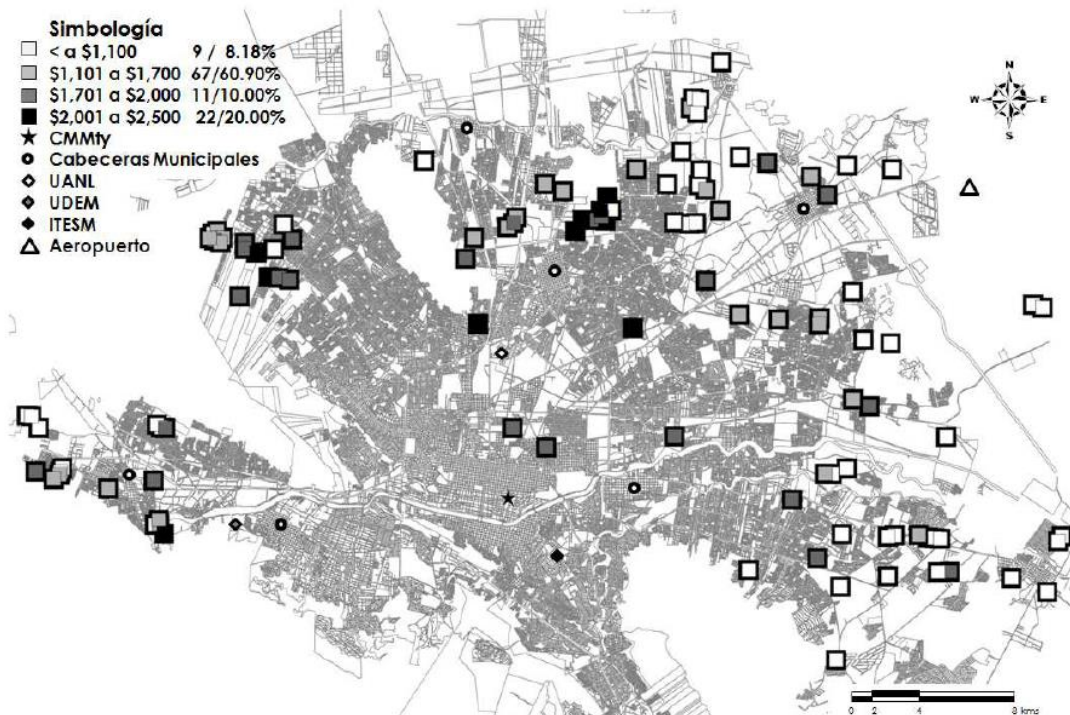 Simbología
< a $1,100 9 / 8.18%
$1,101 a $1,700 67/60.90%
$1,701 a $2,000 11/10.00%
$2,001 a $2,500 22/20.00%
CMMty
Cabeceras Municipales
UANL
UDEM
ITESM
Aeropuerto
N
W E
S
0 2 4 8 kms